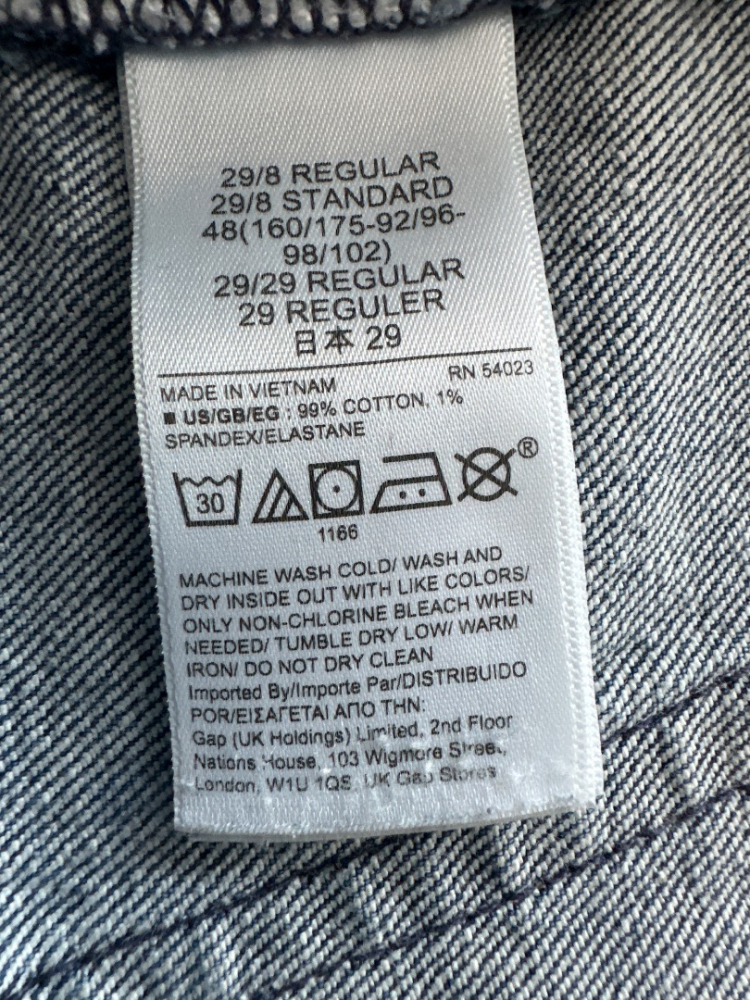 29/8 REGULAR
29/8 STANDARD
48(160/175-92/96-
98/102)
29/29 REGULAR
29 REGULER
日本 29
MADE IN VIETNAM RN 54023
■ US/GB/EG : 99% COTTON, 1%
SPANDEX/ELASTANE
30
®
1166
MACHINE WASH COLD/ WASH AND
DRY INSIDE OUT WITH LIKE COLORS/
ONLY NON-CHLORINE BLEACH WHEN
NEEDED/ TUMBLE DRY LOW/ WARM
IRON/ DO NOT DRY CLEAN
Imported By/Importe Par/DISTRIBUIDO
POR/ΕΙΣΑΓΕΤΑΙ ΑΠΟ ΤΗΝ:
Gap (UK Holdings) Limited, 2nd Floor
Nations House, 103 Wigmore Street,
London, W1U 1QS, UK Gap Stores